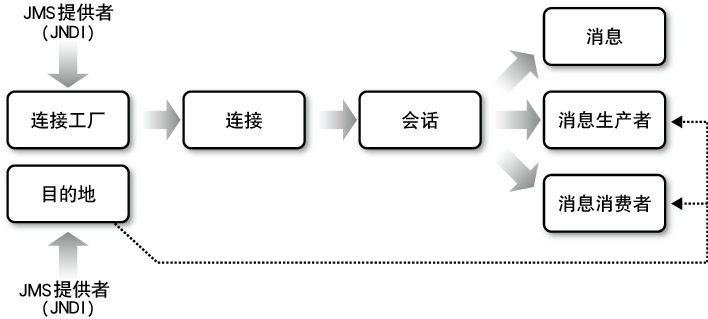 JMS提供者
(JNDI)
消息
连接工厂
连接
会话
消息生产者
目的地
消息消费者
JMS提供者
(JNDI)